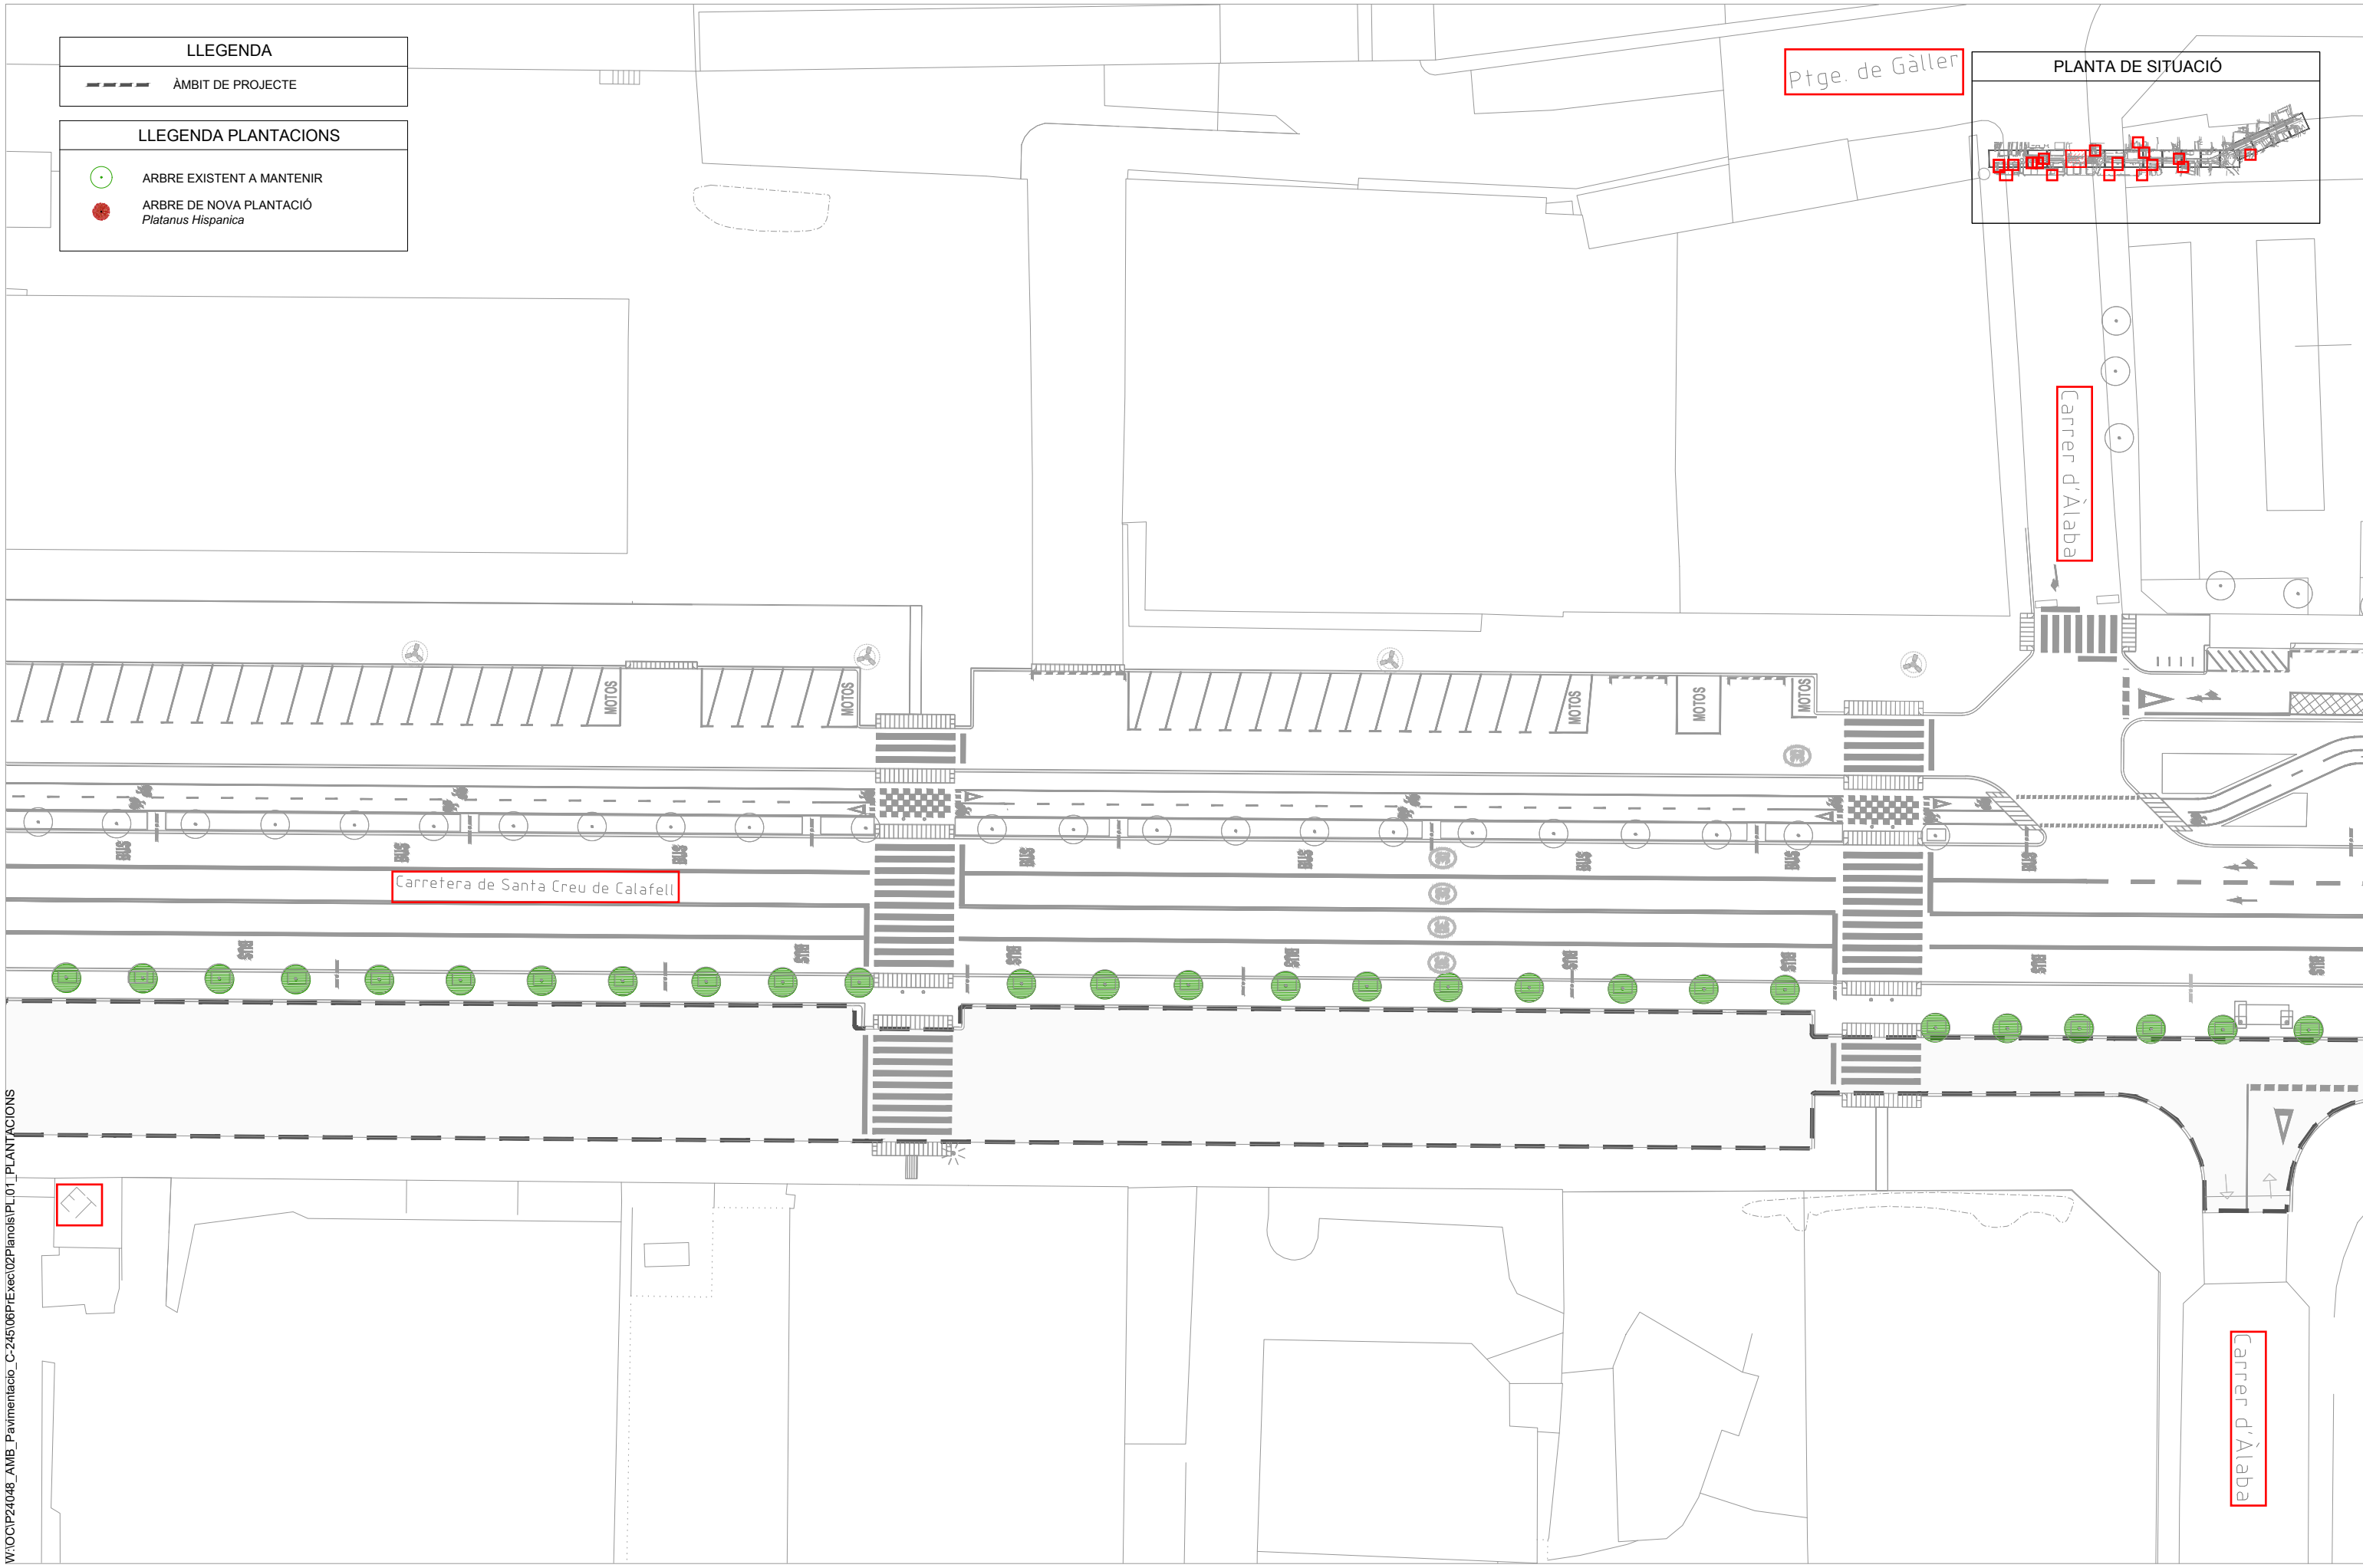 LLEGENDA
ÀMBIT DE PROJECTE
LLEGENDA PLANTACIONS
ARBRE EXISTENT A MANTENIR
ARBRE DE NOVA PLANTACIÓ
Platanus Hispanica
Ptge. de Gàller
PLANTA DE SITUACIÓ
Carrer d'Àlaba
MOTOS
MOTOS
MOTOS
MOTOS
MOTOS
BUS
BUS
BUS
BUS
BUS
BUS
BUS
BUS
Carretera de Santa Creu de Calafell
BUS
BUS
BUS
BUS
BUS
BUS
BUS
BUS
Carrer d'Àlaba
W:\OC\P24048_AMB_Pavimentacio_C-245\06PrExec\02Planols\PL.01_PLANTACIONS